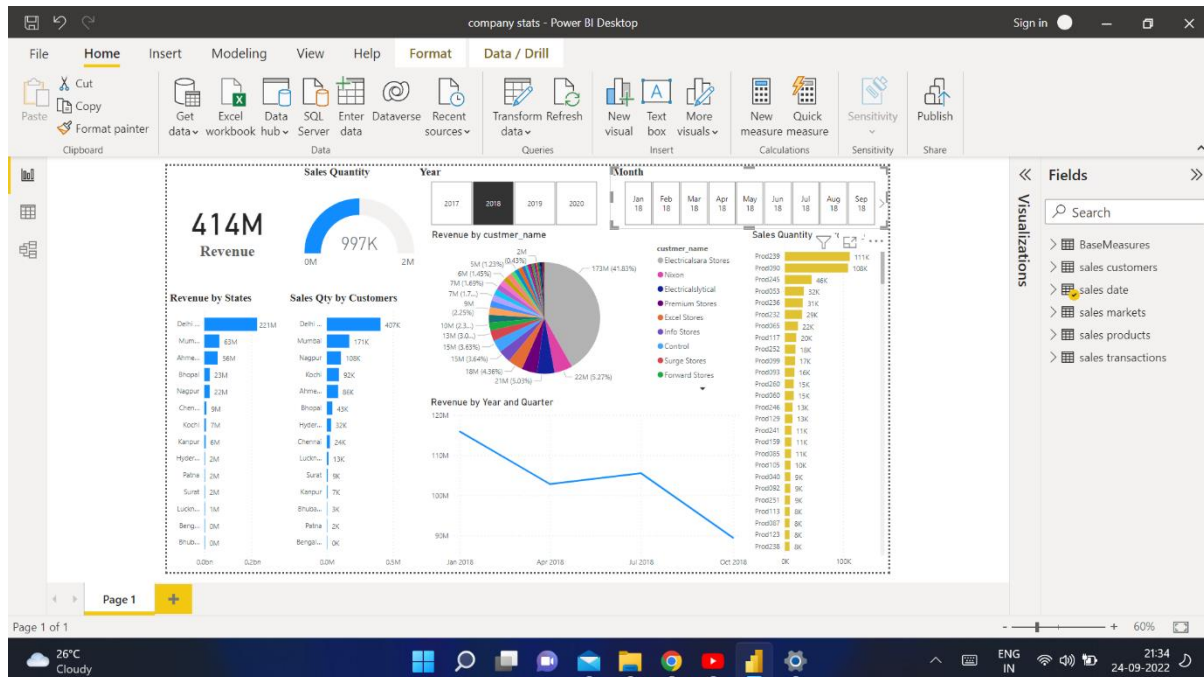 company stats - Power BI Desktop
Sign in
File Home Insert Modeling View Help Format Data / Drill
Paste
Cut
Copy
Format painter
Get data
Excel workbook
Data hub
SQL Server
Enter data
Dataverse
Recent sources
Transform data
Refresh
New visual
Text box
More visuals
New measure
Quick measure
Sensitivity
Publish
Clipboard Data Queries Insert Calculations Sensitivity Share
414M
Revenue
Sales Quantity
997K
0M 2M
Year
2017 2018 2019 2020
Month
Jan 18
Feb 18
Mar 18
Apr 18
May 18
Jun 18
Jul 18
Aug 18
Sep 18
Revenue by States
Delhi ... 221M
Mum... 63M
Ahme... 56M
Bhopal 23M
Nagpur 22M
Chen... 9M
Kochi 7M
Kanpur 6M
Hyder... 2M
Patna 2M
Surat 2M
Luckn... 1M
Beng... 0M
Bhub... 0M
0.0bn 0.2bn
Sales Qty by Customers
Delhi ... 407K
Mumbai 171K
Nagpur 108K
Kochi 92K
Ahme... 86K
Bhopal 43K
Hyder... 32K
Chennai 24K
Luckn... 13K
Surat 9K
Kanpur 7K
Bhuba... 3K
Patna 2K
Bengal... 0K
0.0M 0.5M
Revenue by custmer_name
2M
(0.43%)
5M (1.23%)
6M (1.45%)
7M (1.69%)
7M (1.7...)
9M
(2.25%)
10M (2.3...)
13M (3.0...)
15M (3.63%)
15M (3.64%)
18M (4.36%)
21M (5.03%)
22M (5.27%)
173M (41.83%)
custmer_name
Electricalsara Stores
Nixon
Electricalslytical
Premium Stores
Excel Stores
Info Stores
Control
Surge Stores
Forward Stores
Revenue by Year and Quarter
120M
110M
100M
90M
Jan 2018 Apr 2018 Jul 2018 Oct 2018
Sales Quantity
Prod239 111K
Prod090 108K
Prod245 46K
Prod053 32K
Prod236 31K
Prod232 29K
Prod065 22K
Prod117 20K
Prod252 18K
Prod099 17K
Prod093 16K
Prod260 15K
Prod060 15K
Prod246 13K
Prod129 13K
Prod241 11K
Prod159 11K
Prod085 11K
Prod105 10K
Prod040 9K
Prod092 9K
Prod251 9K
Prod113 8K
Prod087 8K
Prod123 8K
Prod238 8K
0K 100K
Visualizations
Fields
Search
BaseMeasures
sales customers
sales date
sales markets
sales products
sales transactions
Page 1
Page 1 of 1
60%
26°C
Cloudy
ENG
IN
21:34
24-09-2022